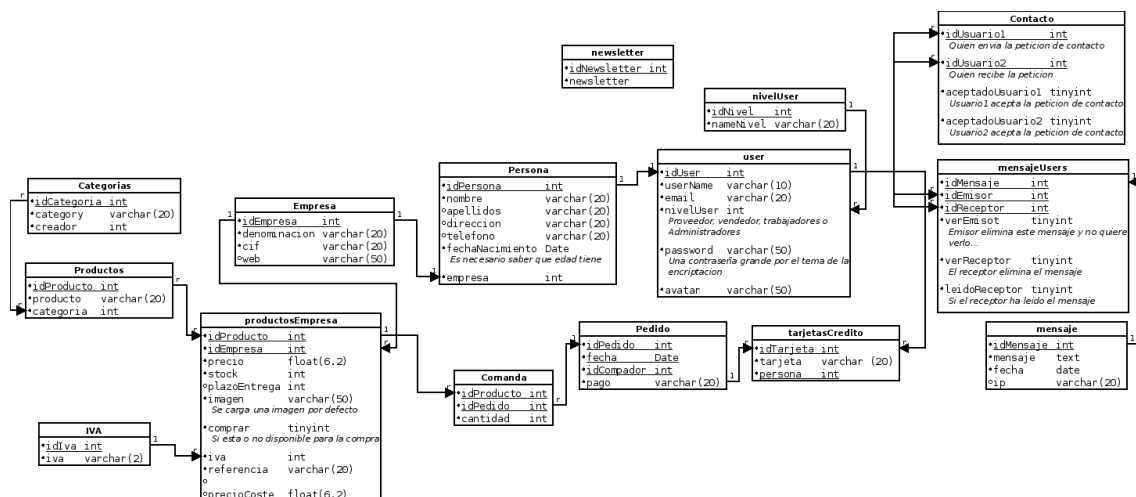 Contacto
idUsuario1 int
Quien envia la peticion de contacto
idUsuario2 int
Quien recibe la peticion
aceptadoUsuario1 tinyint
Usuario1 acepta la peticion de contacto
aceptadoUsuario2 tinyint
Usuario2 acepta la peticion de contacto
newsletter
idNewsletter int
newsletter
nivelUser
idNivel int
nameNivel varchar(20)
Categorias
idCategoria int
category varchar(20)
creador int
Empresa
idEmpresa int
denominacion varchar(20)
cif varchar(20)
web varchar(50)
Persona
idPersona int
nombre varchar(20)
apellidos varchar(20)
direccion varchar(20)
telefono varchar(20)
fechaNacimiento Date
Es necesario saber que edad tiene
empresa int
user
idUser int
userName varchar(10)
email varchar(20)
nivelUser int
Proveedor, vendedor, trabajadores o
Administradores
password varchar(50)
Una contraseña grande por el tema de la
encriptacion
avatar varchar(50)
mensajeUsers
idMensaje int
idEmisor int
idReceptor int
verEmisot tinyint
Emisor elimina este mensaje y no quiere
verlo...
verReceptor tinyint
El receptor elimina el mensaje
leidoReceptor tinyint
Si el receptor ha leido el mensaje
Productos
idProducto int
producto varchar(20)
categoria int
productosEmpresa
idProducto int
idEmpresa int
precio float(6.2)
stock int
plazoEntrega int
imagen varchar(50)
Se carga una imagen por defecto
comprar tinyint
Si esta o no disponible para la compra
iva int
referencia varchar(20)
precioCoste float(6.2)
IVA
idIva int
iva varchar(2)
Comanda
idProducto int
idPedido int
cantidad int
Pedido
idPedido int
fecha Date
idCompador int
pago varchar(20)
tarjetasCredito
idTarjeta int
tarjeta varchar (20)
persona int
mensaje
idMensaje int
mensaje text
fecha date
ip varchar(20)